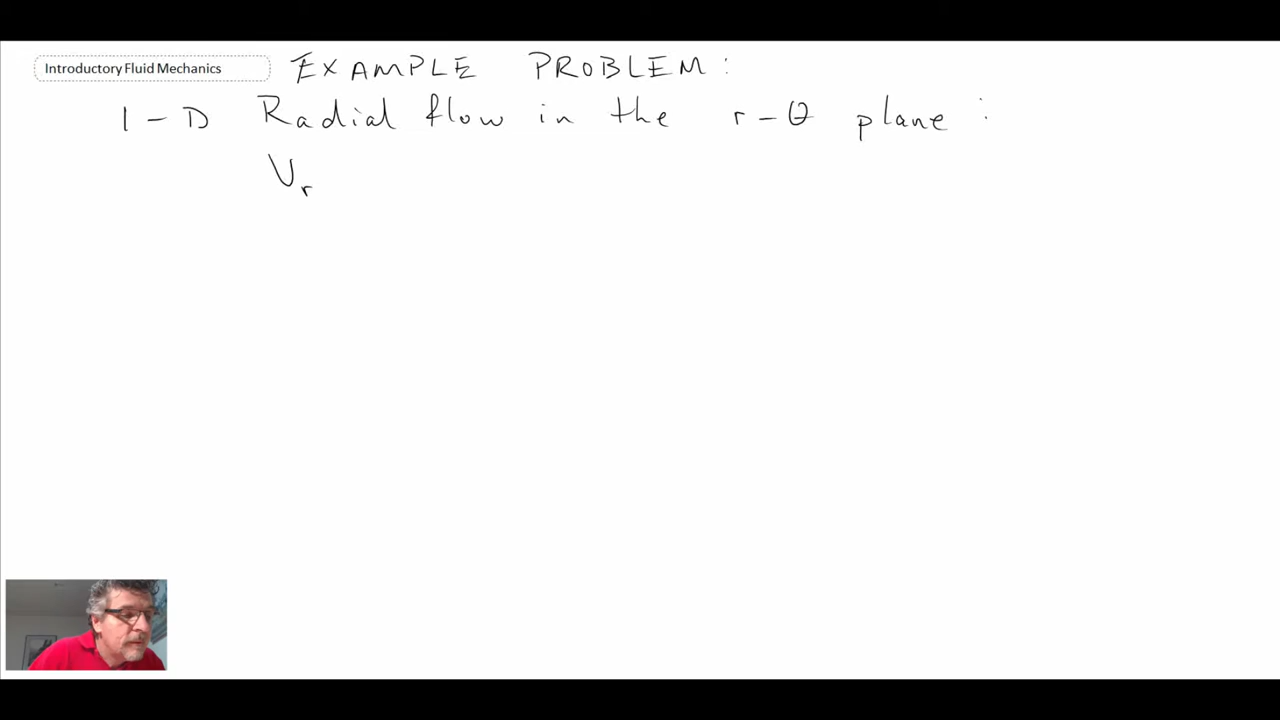 Introductory Fluid Mechanics EXAMPLE PROBLEM:
1-D Radial flow in the r-θ plane:
Vr